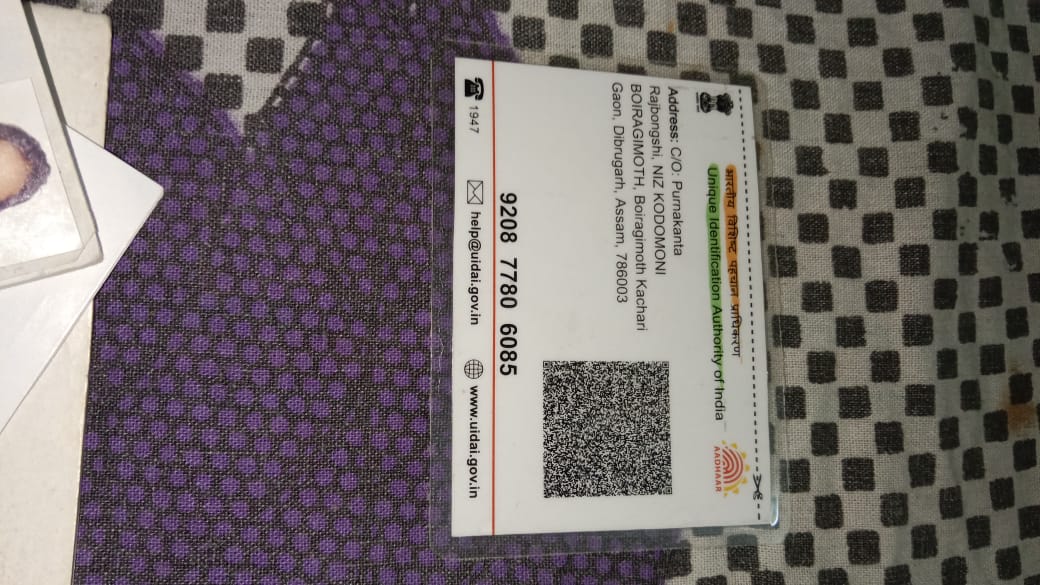 भारतीय विशिष्ट पहचान प्राधिकरण
Unique Identification Authority of India
AADHAAR
Address: C/O: Purnakanta
Rajbongshi, NIZ KODOMONI
BOIRAGIMOTH, Boiragimoth Kachari
Gaon, Dibrugarh, Assam, 786003
9208 7780 6085
1947
help@uidai.gov.in
www.uidai.gov.in